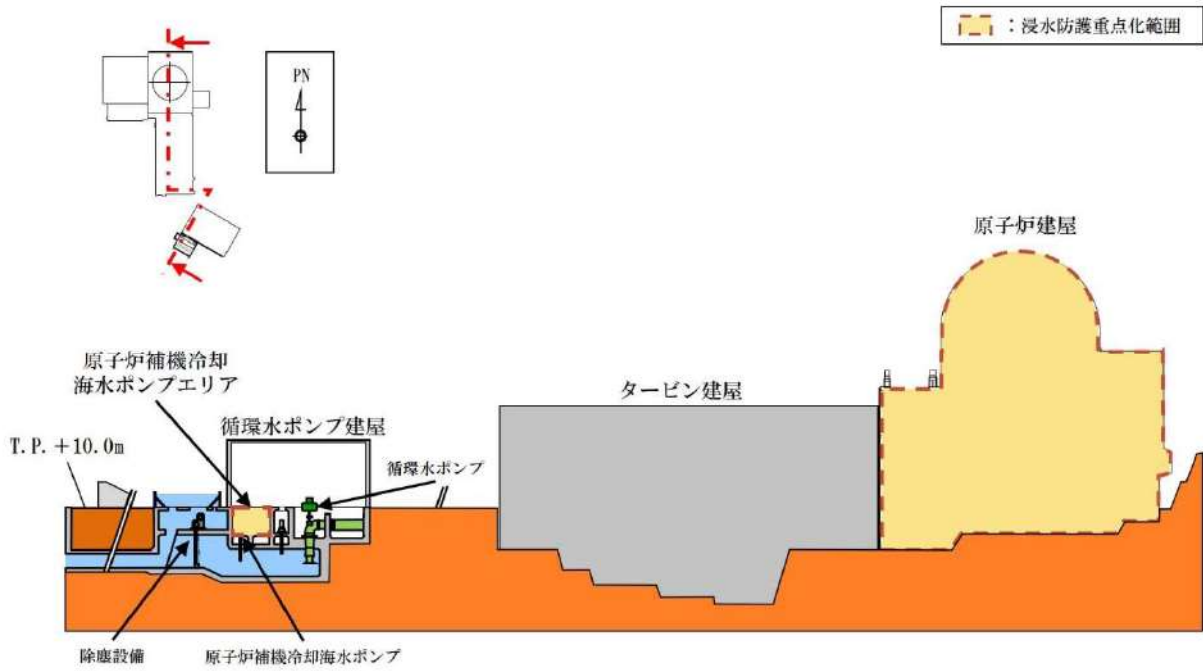 ：浸水防護重点化範囲
PN
原子炉建屋
原子炉補機冷却
海水ポンプエリア
タービン建屋
循環水ポンプ建屋
T.P.+10.0m
循環水ポンプ
除塵設備
原子炉補機冷却海水ポンプ